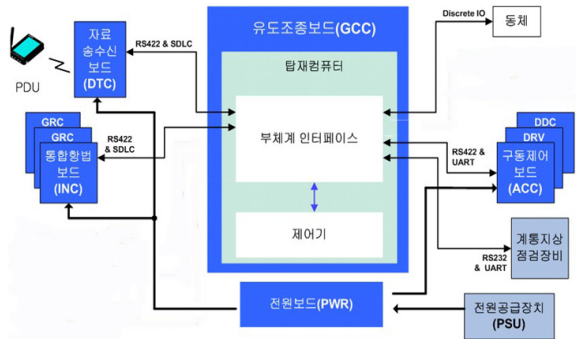 유도조종보드(GCC)
탑재컴퓨터
부체계 인터페이스
제어기
PDU
자료
송수신
보드
(DTC)
RS422 & SDLC
GRC
GRC
통합항법
보드
(INC)
RS422
& SDLC
Discrete IO
동체
RS422 &
UART
DDC
DRV
구동제어
보드
(ACC)
RS232
& UART
계통지상
점검장비
전원보드(PWR)
전원공급장치
(PSU)